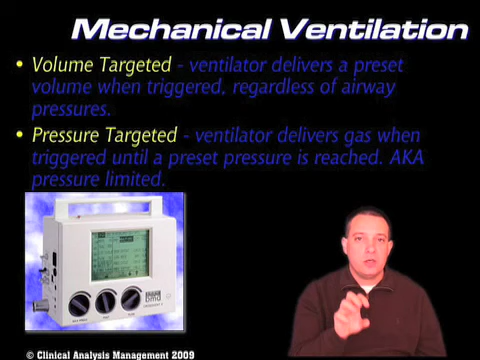 Mechanical Ventilation
• Volume Targeted - ventilator delivers a preset
volume when triggered, regardless of airway
pressures.
• Pressure Targeted - ventilator delivers gas when
triggered until a preset pressure is reached. AKA
pressure limited.
bmd
© Clinical Analysis Management 2009